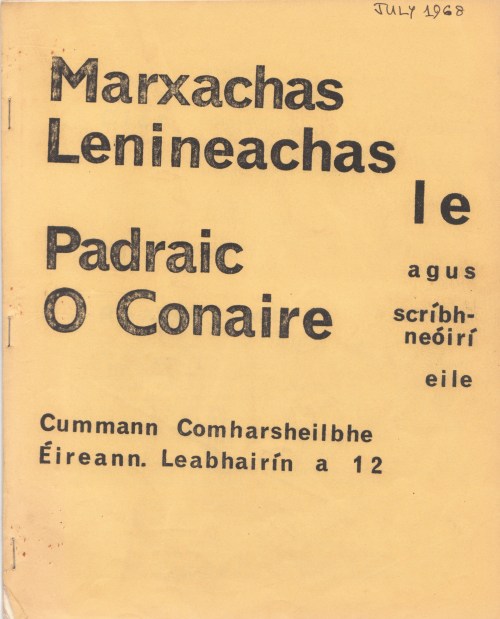 JULY 1968
Marxachas
Lenineachas
le
Padraic
O Conaire
agus
scríbh-
neóirí
eile
Cummann Comharsheilbhe
Éireann. Leabhairín a 12